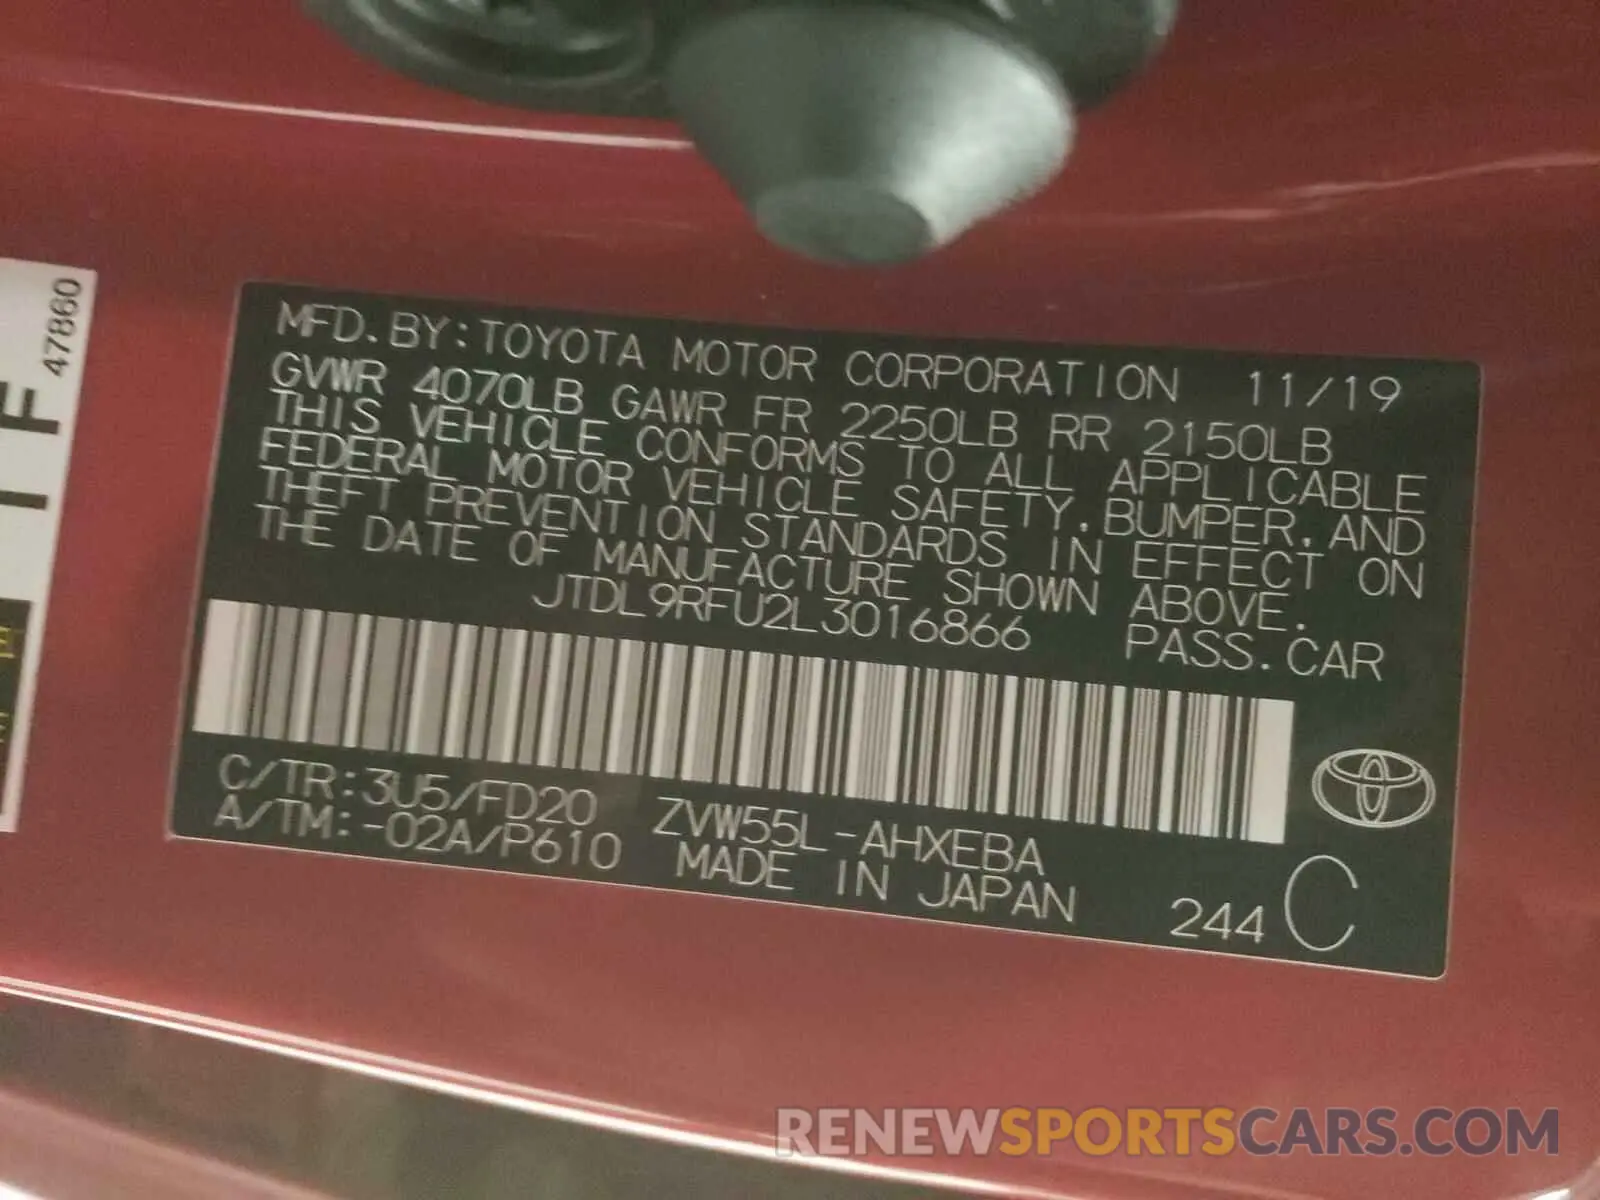 47860
MFD.BY:TOYOTA MOTOR CORPORATION 11/19
GVWR 4070LB GAWR FR 2250LB RR 2150LB
THIS VEHICLE CONFORMS TO ALL APPLICABLE
FEDERAL MOTOR VEHICLE SAFETY,BUMPER,AND
THEFT PREVENTION STANDARDS IN EFFECT ON
THE DATE OF MANUFACTURE SHOWN ABOVE.
JTDL9RFU2L3016866 PASS.CAR
C/TR:3U5/FD20 ZVW55L-AHXEBA
A/TM:-02A/P610 MADE IN JAPAN 244 C
RENEWSPORTSCARS.COM